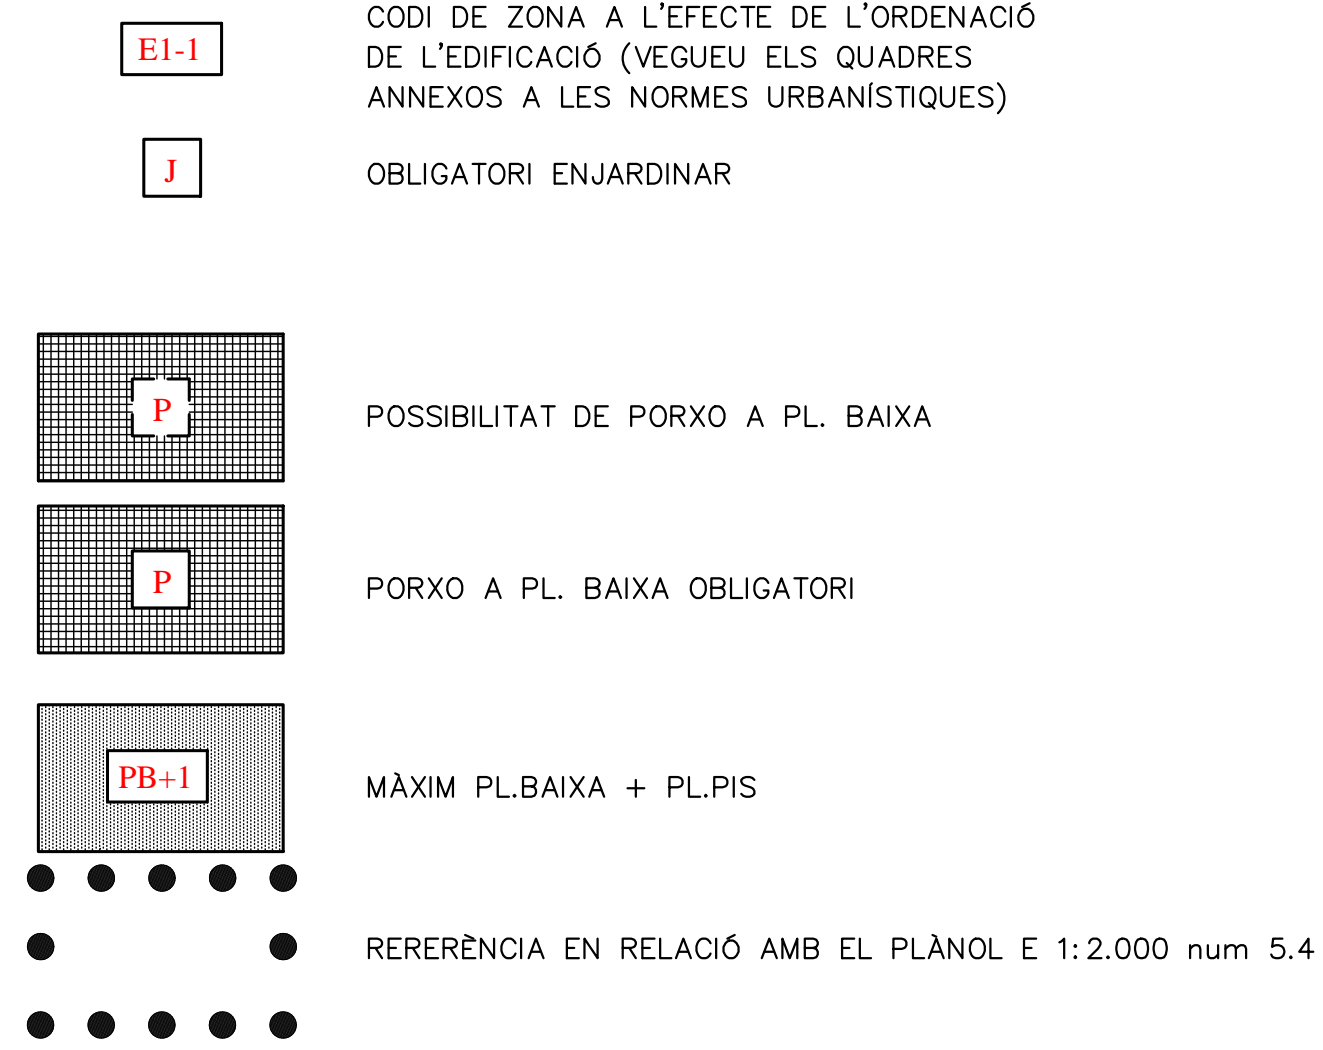 CODI DE ZONA A L'EFECTE DE L'ORDENACIÓ
E1-1
DE L'EDIFICACIÓ (VEGUEU ELS QUADRES
ANNEXOS A LES NORMES URBANÍSTIQUES)
J OBLIGATORI ENJARDINAR
P POSSIBILITAT DE PORXO A PL. BAIXA
P PORXO A PL. BAIXA OBLIGATORI
PB+1 MÀXIM PL.BAIXA + PL.PIS
RERERÈNCIA EN RELACIÓ AMB EL PLÀNOL E 1:2.000 num 5.4